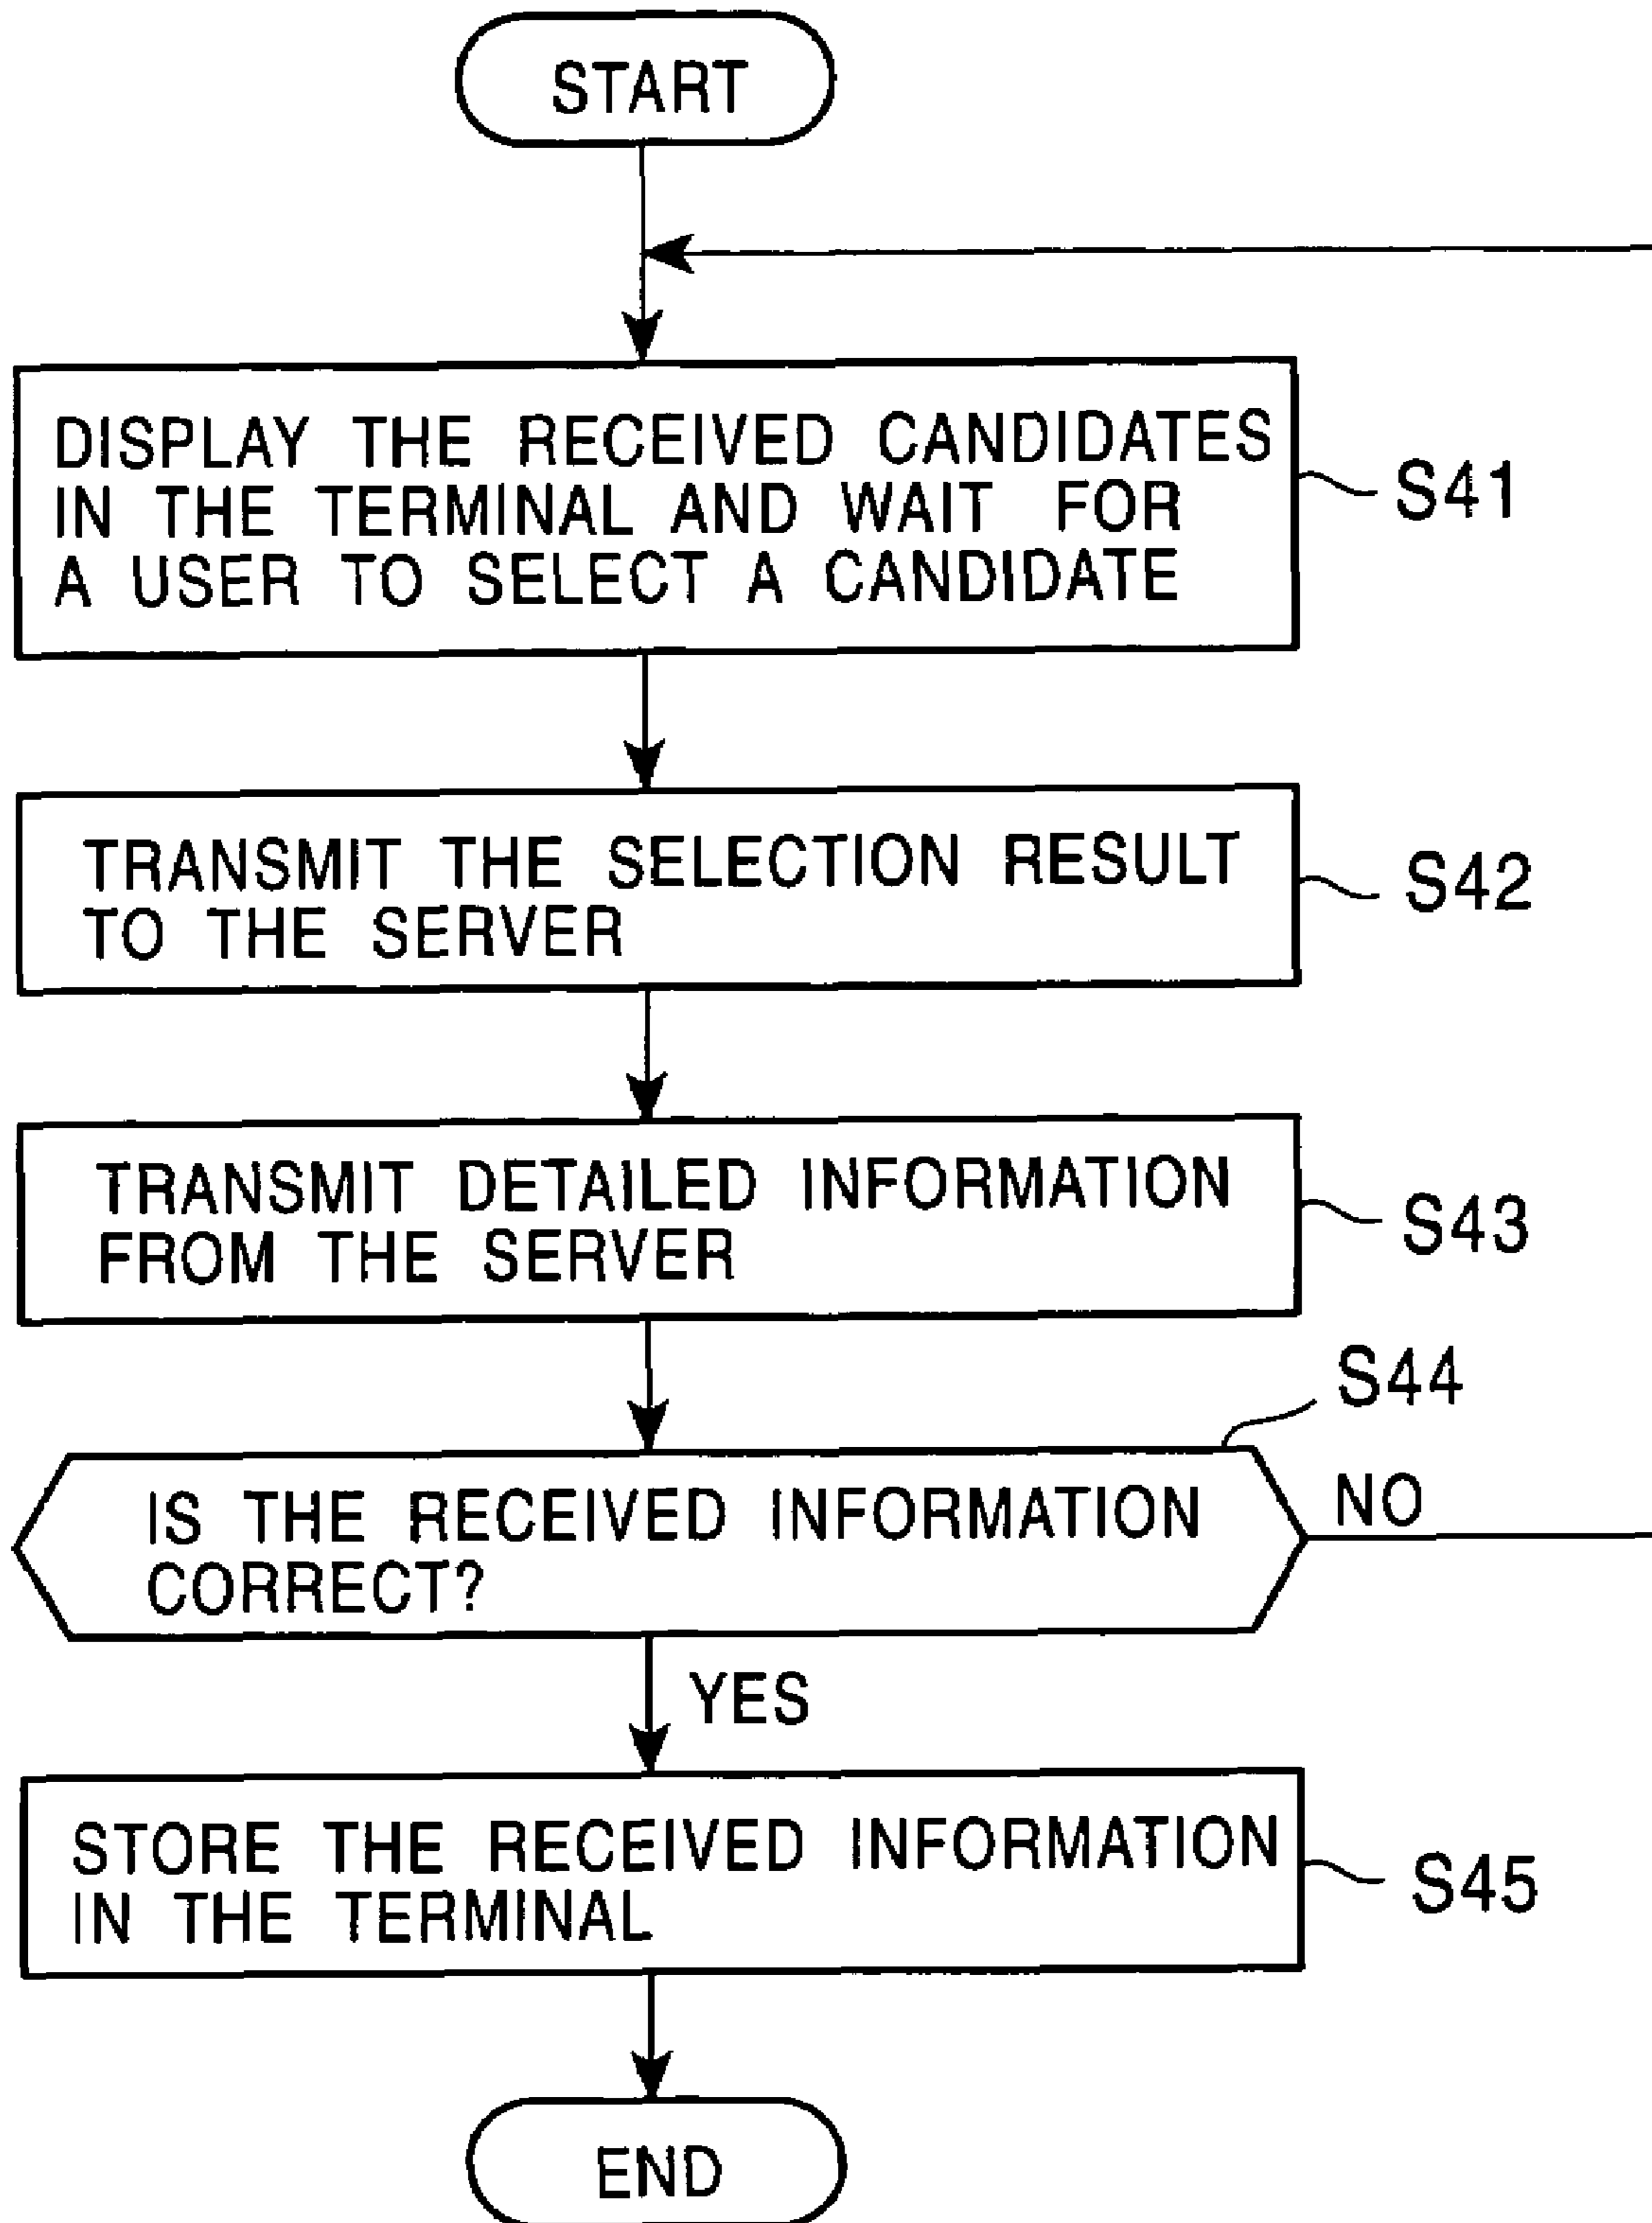 START
DISPLAY THE RECEIVED CANDIDATES
IN THE TERMINAL AND WAIT FOR
A USER TO SELECT A CANDIDATE
S41
TRANSMIT THE SELECTION RESULT
TO THE SERVER
S42
TRANSMIT DETAILED INFORMATION
FROM THE SERVER
S43
S44
IS THE RECEIVED INFORMATION
CORRECT?
NO
YES
STORE THE RECEIVED INFORMATION
IN THE TERMINAL
S45
END